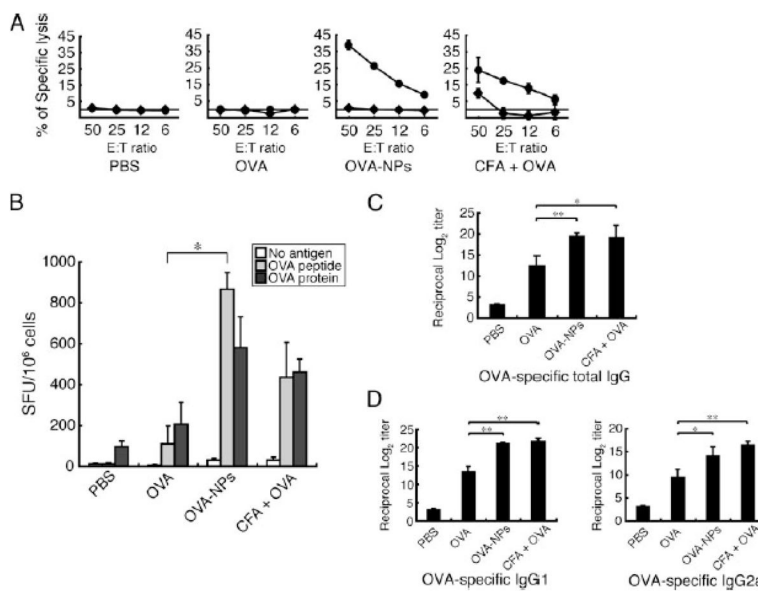 A
% of Specific lysis
45
35
25
15
5
50 25 12 6
E:T ratio
PBS
45
35
25
15
5
50 25 12 6
E:T ratio
OVA
45
35
25
15
5
50 25 12 6
E:T ratio
OVA-NPs
45
35
25
15
5
50 25 12 6
E:T ratio
CFA + OVA
B
SFU/10⁶ cells
1000
800
600
400
200
0
*
No antigen
OVA peptide
OVA protein
PBS
OVA
OVA-NPs
CFA + OVA
C
Reciprocal Log₂ titer
25
20
15
10
5
0
*
**
PBS
OVA
OVA-NPs
CFA + OVA
OVA-specific total IgG
D
Reciprocal Log₂ titer
25
20
15
10
5
0
**
**
PBS
OVA
OVA-NPs
CFA + OVA
OVA-specific IgG1
Reciprocal Log₂ titer
25
20
15
10
5
0
**
*
PBS
OVA
OVA-NPs
CFA + OVA
OVA-specific IgG2a